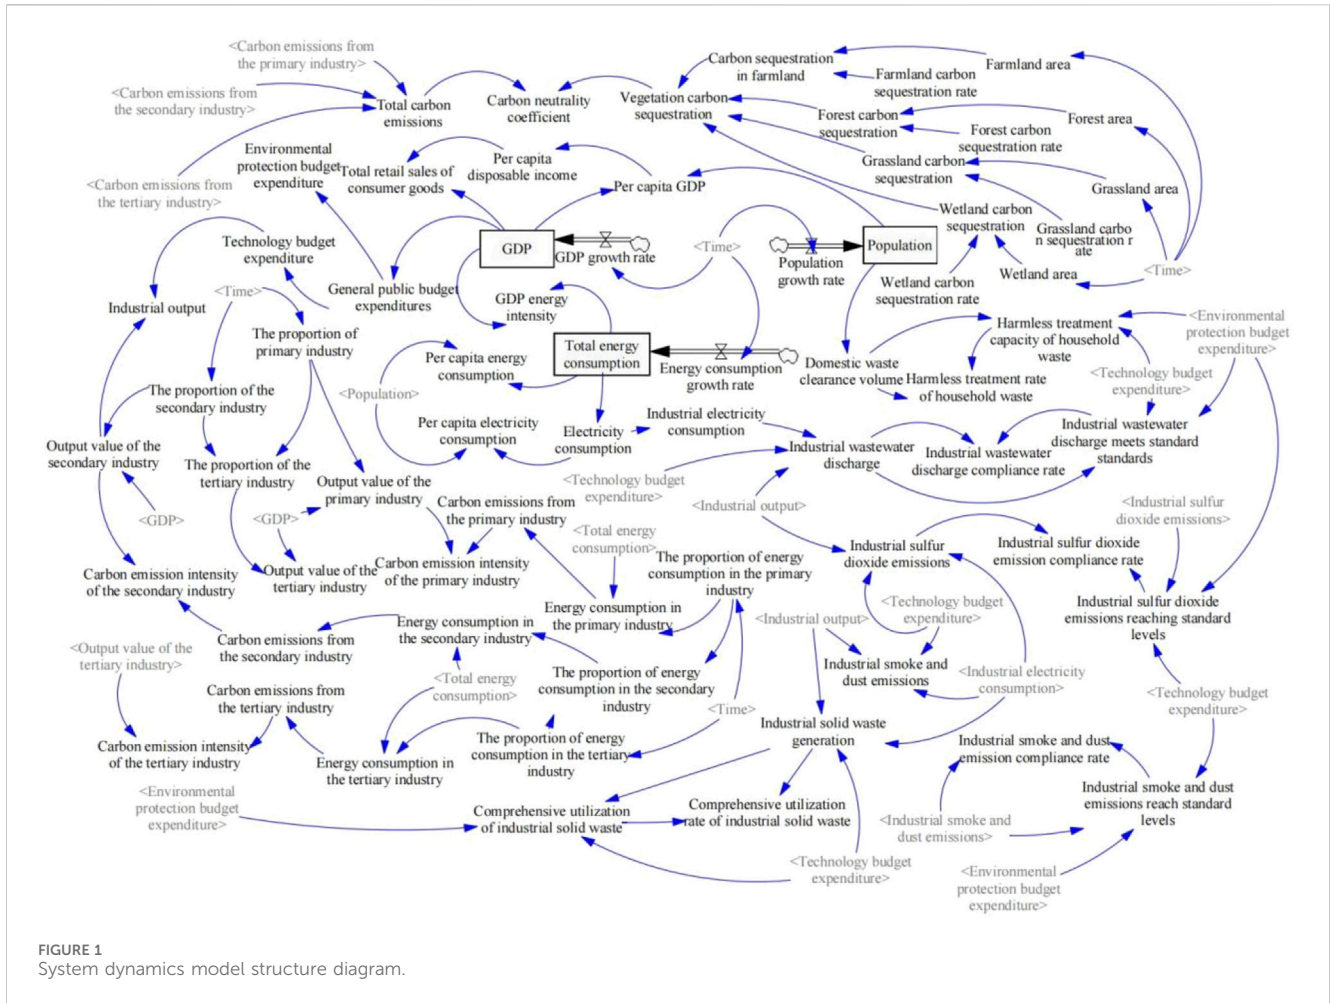 <Carbon emissions from
the primary industry>
<Carbon emissions from
the secondary industry>
Total carbon
emissions
Carbon neutrality
coefficient
Vegetation carbon
sequestration
Carbon sequestration
in farmland
Farmland area
Farmland carbon
sequestration rate
Forest carbon
sequestration
Forest area
Forest carbon
sequestration rate
Grassland carbon
sequestration
Grassland area
Environmental
protection budget
expenditure
Total retail sales of
consumer goods
Per capita
disposable income
Per capita GDP
<Carbon emissions from
the tertiary industry>
Wetland carbon
sequestration
Grassland carbo
n sequestration r
ate
Technology budget
expenditure
GDP
GDP growth rate
<Time>
Population
growth rate
Population
Wetland carbon
sequestration rate
Wetland area
<Time>
Industrial output
<Time>
General public budget
expenditures
GDP energy
intensity
The proportion of
primary industry
Total energy
consumption
Energy consumption
growth rate
Per capita energy
consumption
Domestic waste
clearance volume
Harmless treatment
capacity of household
waste
<Environmental
protection budget
expenditure>
Harmless treatment rate
of household waste
<Technology budget
expenditure>
The proportion of the
secondary industry
<Population>
Per capita electricity
consumption
Electricity
consumption
Industrial electricity
consumption
Industrial wastewater
discharge
Industrial wastewater
discharge compliance rate
Industrial wastewater
discharge meets standard
standards
Output value of the
secondary industry
The proportion of the
tertiary industry
Output value of the
primary industry
<Technology budget
expenditure>
<Industrial output>
<Industrial sulfur
dioxide emissions>
<GDP>
<GDP>
Carbon emissions from
the primary industry
<Total energy
consumption>
Carbon emission intensity
of the secondary industry
Output value of the
tertiary industry
Carbon emission intensity
of the primary industry
The proportion of energy
consumption in the primary
industry
Industrial sulfur
dioxide emissions
Industrial sulfur dioxide
emission compliance rate
Energy consumption in
the primary industry
<Industrial output>
<Technology budget
expenditure>
Industrial sulfur dioxide
emissions reaching standard
levels
<Output value of the
tertiary industry>
Carbon emissions from
the secondary industry
Energy consumption in
the secondary industry
<Total energy
consumption>
The proportion of energy
consumption in the secondary
industry
Industrial smoke and
dust emissions
<Industrial electricity
consumption>
<Technology budget
expenditure>
Carbon emissions from
the tertiary industry
<Time>
Carbon emission intensity
of the tertiary industry
Energy consumption in
the tertiary industry
The proportion of energy
consumption in the tertiary
industry
Industrial solid waste
generation
Industrial smoke and dust
emission compliance rate
Industrial smoke and dust
emissions reach standard
levels
<Environmental
protection budget
expenditure>
Comprehensive utilization
of industrial solid waste
Comprehensive utilization
rate of industrial solid waste
<Industrial smoke and
dust emissions>
<Technology budget
expenditure>
<Environmental
protection budget
expenditure>
FIGURE 1
System dynamics model structure diagram.